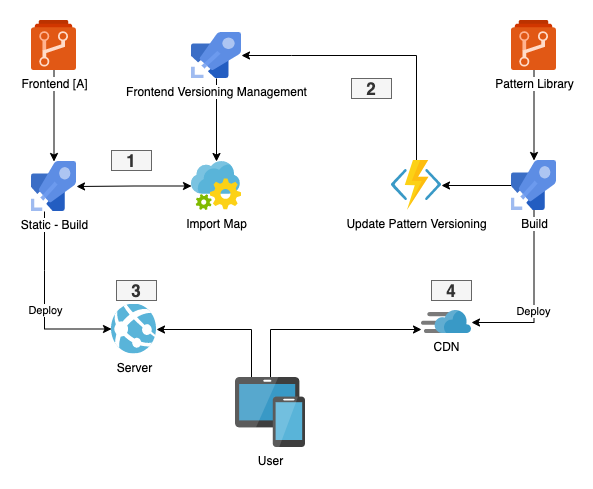 Frontend [A]
Pattern Library
Frontend Versioning Management
2
1
Static - Build
Import Map
Update Pattern Versioning
Build
3
4
Deploy
Deploy
Server
CDN
User